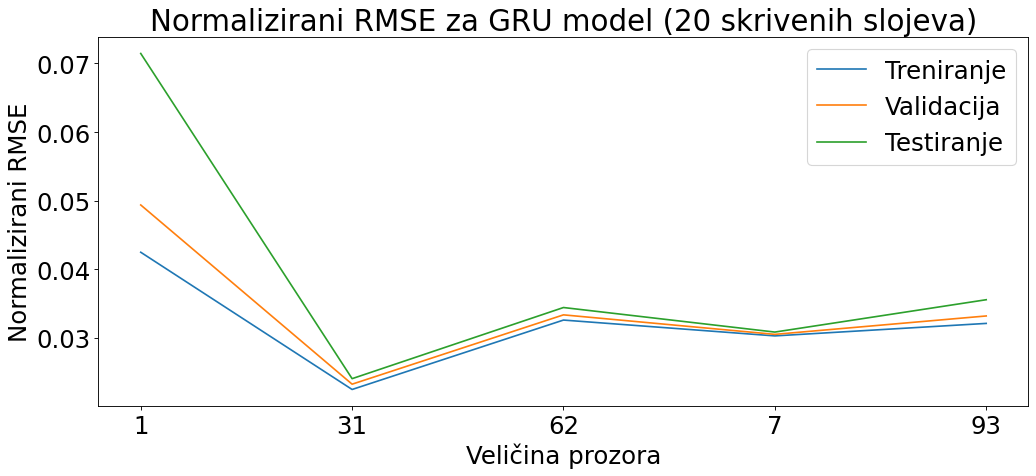 Normalizirani RMSE za GRU model (20 skrivenih slojeva)
Normalizirani RMSE
0.07
0.06
0.05
0.04
0.03
Treniranje
Validacija
Testiranje
1 31 62 7 93
Veličina prozora